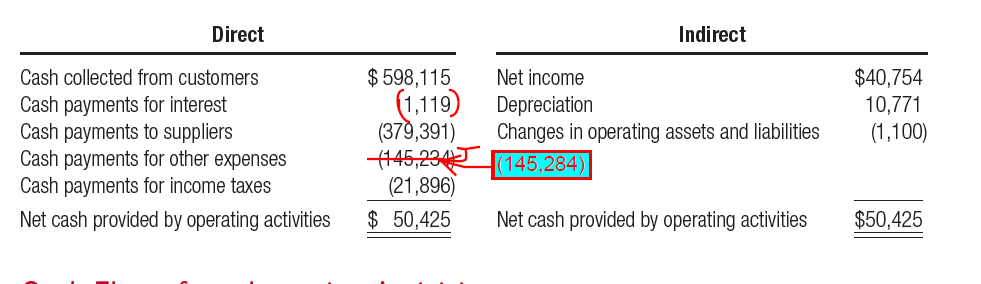 Direct
Cash collected from customers $ 598,115
Cash payments for interest (1,119)
Cash payments to suppliers (379,391)
Cash payments for other expenses (145,234)
Cash payments for income taxes (21,896)
Net cash provided by operating activities $ 50,425
Indirect
Net income $40,754
Depreciation 10,771
Changes in operating assets and liabilities (1,100)
(145,284)
Net cash provided by operating activities $50,425